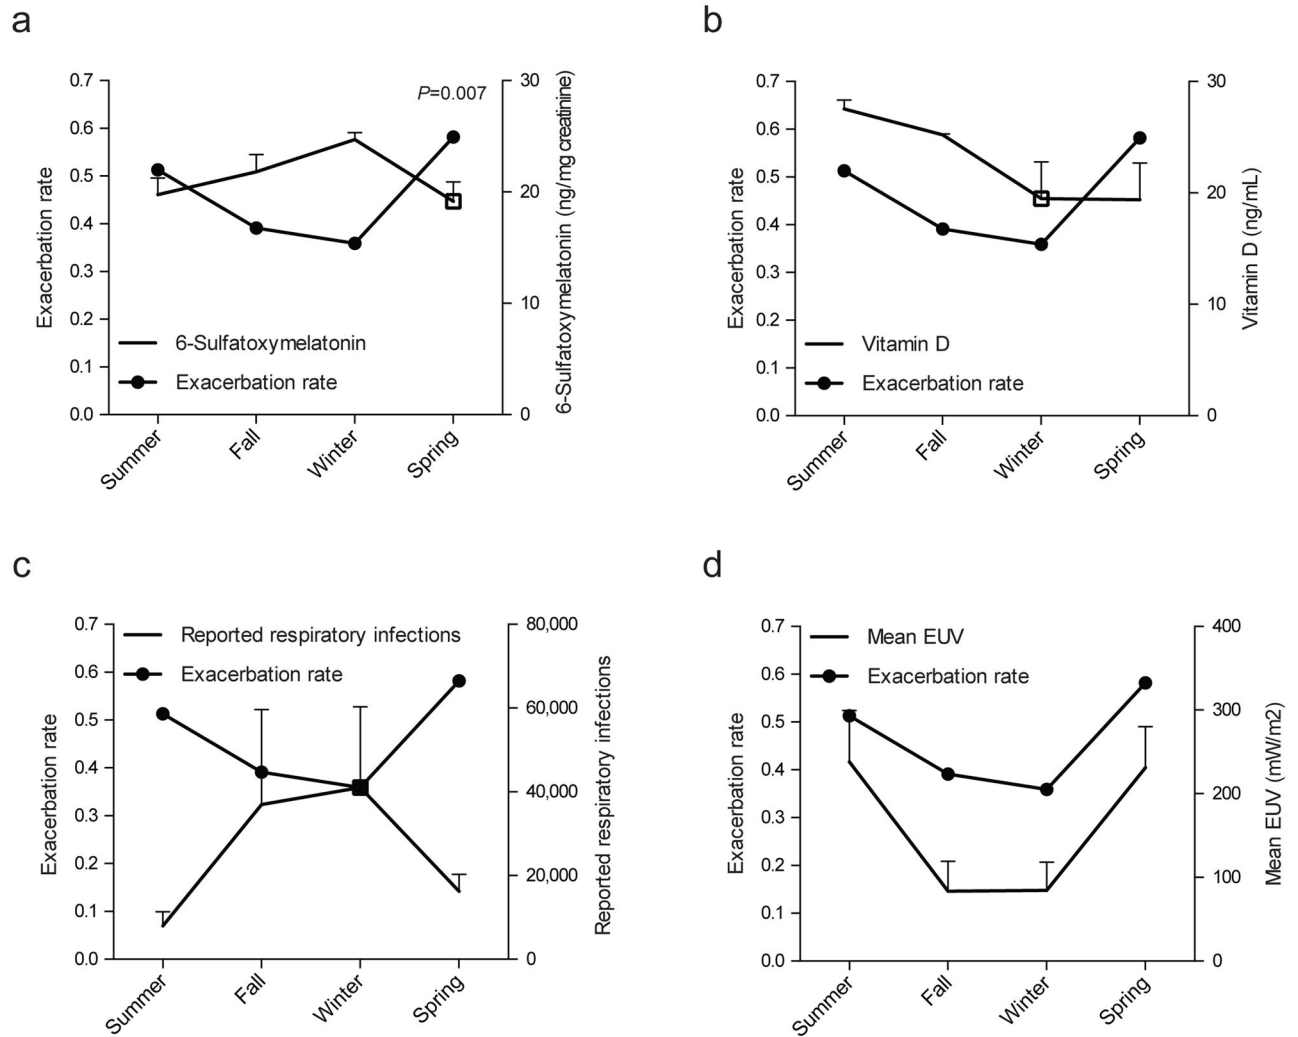 a
P=0.007
0.7
0.6
0.5
0.4
0.3
0.2
0.1
0.0
Exacerbation rate
30
20
10
0
6-Sulfatoxymelatonin (ng/mg creatinine)
6-Sulfatoxymelatonin
Exacerbation rate
Summer
Fall
Winter
Spring
b
0.7
0.6
0.5
0.4
0.3
0.2
0.1
0.0
Exacerbation rate
30
20
10
0
Vitamin D (ng/mL)
Vitamin D
Exacerbation rate
Summer
Fall
Winter
Spring
c
0.7
0.6
0.5
0.4
0.3
0.2
0.1
0.0
Exacerbation rate
80,000
60,000
40,000
20,000
0
Reported respiratory infections
Reported respiratory infections
Exacerbation rate
Summer
Fall
Winter
Spring
d
0.7
0.6
0.5
0.4
0.3
0.2
0.1
0.0
Exacerbation rate
400
300
200
100
0
Mean EUV (mW/m2)
Mean EUV
Exacerbation rate
Summer
Fall
Winter
Spring